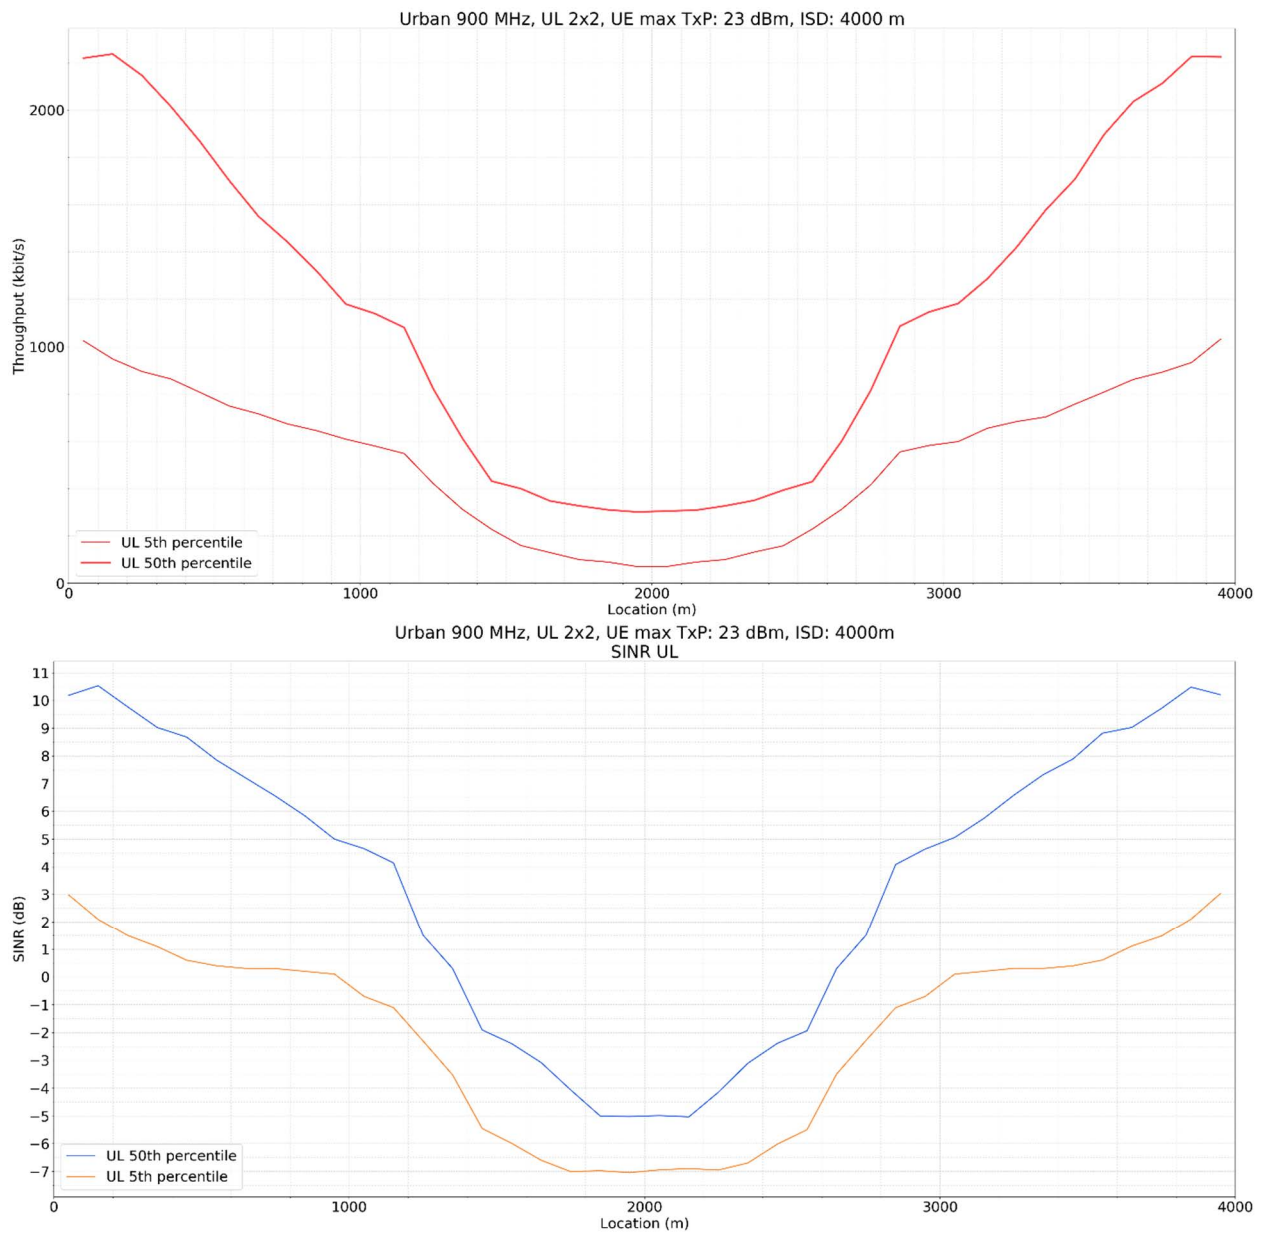 Urban 900 MHz, UL 2x2, UE max TxP: 23 dBm, ISD: 4000 m
2000
1000
0
Throughput (kbit/s)
UL 5th percentile
UL 50th percentile
0 1000 2000 3000 4000
Location (m)
Urban 900 MHz, UL 2x2, UE max TxP: 23 dBm, ISD: 4000m
SINR UL
11
10
9
8
7
6
5
4
3
2
1
0
−1
−2
−3
−4
−5
−6
−7
SINR (dB)
UL 50th percentile
UL 5th percentile
0 1000 2000 3000 4000
Location (m)